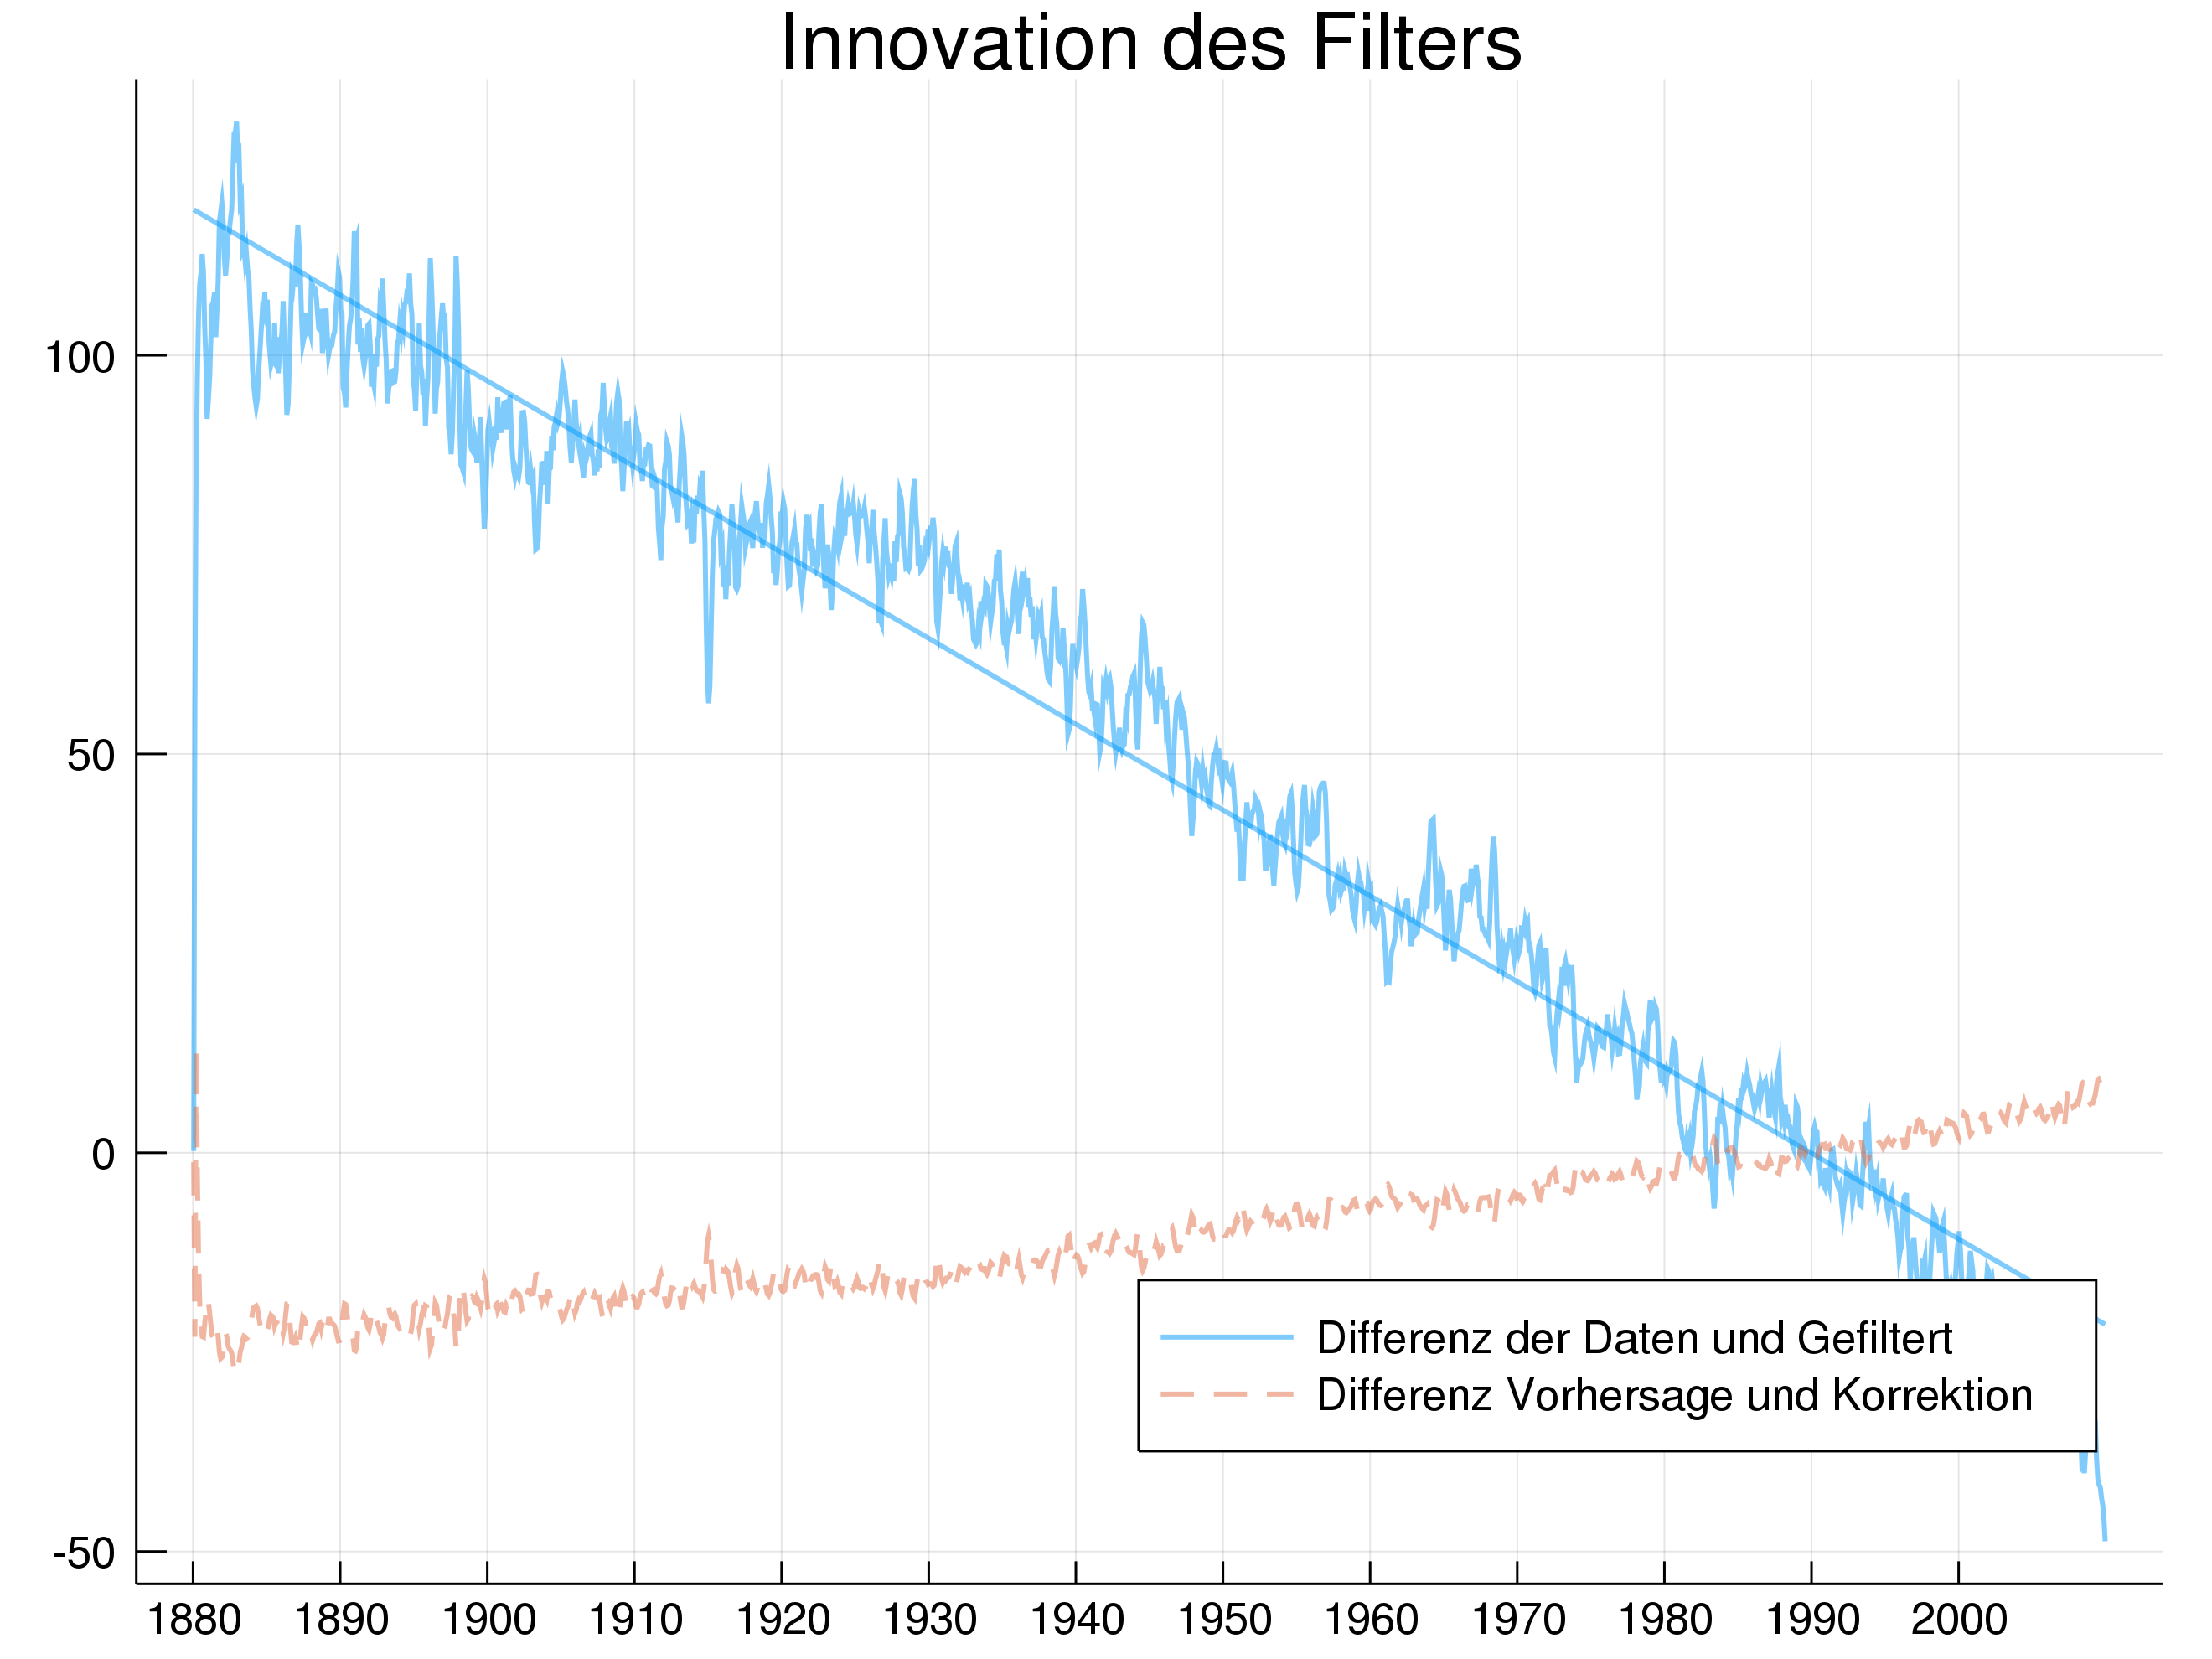 Innovation des Filters
100
50
0
-50
1880 1890 1900 1910 1920 1930 1940 1950 1960 1970 1980 1990 2000
Differenz der Daten und Gefiltert
Differenz Vorhersage und Korrektion